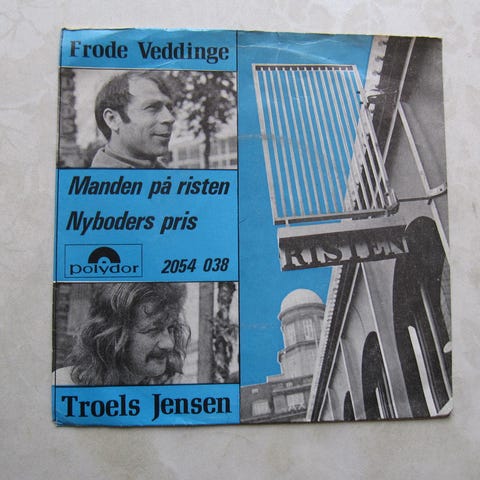 Frode Veddinge
Manden på risten
Nyboders pris
polydor
2054 038
Troels Jensen
RISTEN